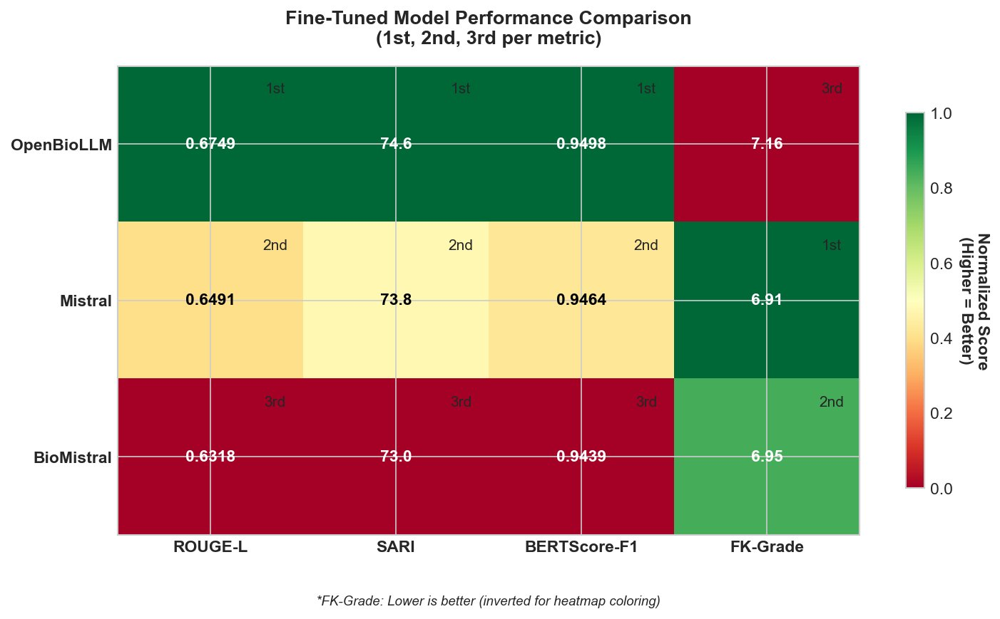 Fine-Tuned Model Performance Comparison
(1st, 2nd, 3rd per metric)
1st
1st
1st
3rd
OpenBioLLM
0.6749
74.6
0.9498
7.16
2nd
2nd
2nd
1st
Mistral
0.6491
73.8
0.9464
6.91
3rd
3rd
3rd
2nd
BioMistral
0.6318
73.0
0.9439
6.95
ROUGE-L
SARI
BERTScore-F1
FK-Grade
1.0
0.8
0.6
0.4
0.2
0.0
Normalized Score
(Higher = Better)
*FK-Grade: Lower is better (inverted for heatmap coloring)